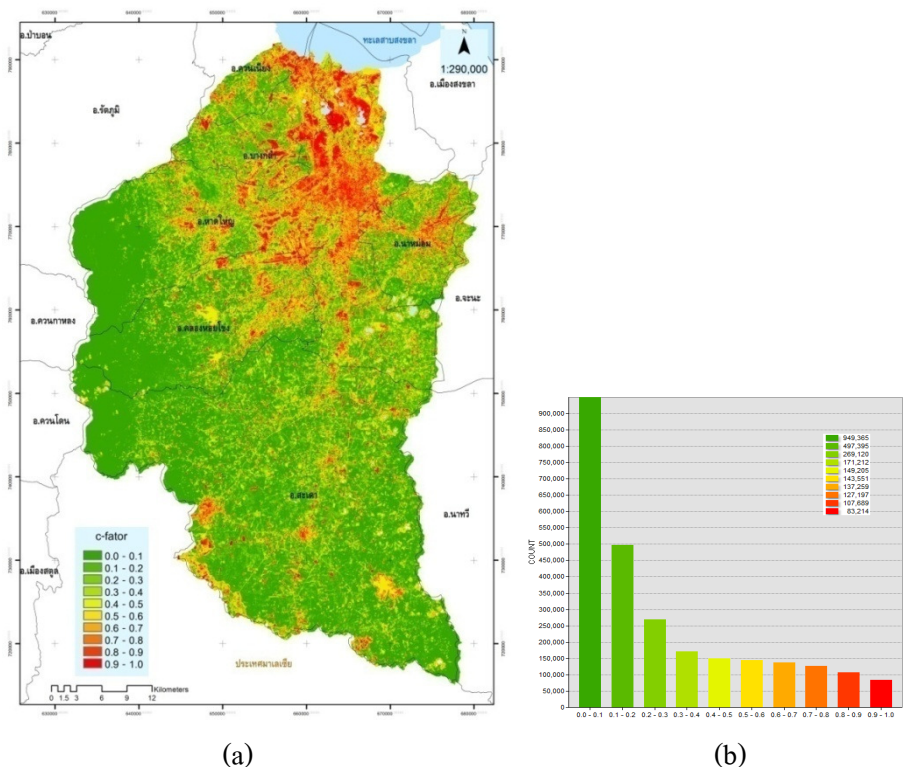 อ.ป่าบอน
ทะเลสาบสงขลา
1:290,000
อ.ควนเนียง
อ.เมืองสงขลา
อ.รัตภูมิ
อ.บางกล่ำ
อ.หาดใหญ่
อ.นาหม่อม
อ.จะนะ
อ.ควนกาหลง
อ.คลองหอยโข่ง
อ.ควนโดน
อ.สะเดา
อ.นาทวี
อ.เมืองสตูล
ประเทศมาเลเซีย
c-fator
0.0 - 0.1
0.1 - 0.2
0.2 - 0.3
0.3 - 0.4
0.4 - 0.5
0.5 - 0.6
0.6 - 0.7
0.7 - 0.8
0.8 - 0.9
0.9 - 1.0
Kilometers
0 1.5 3 6 9 12
(a)
900,000
850,000
800,000
750,000
700,000
650,000
600,000
550,000
500,000
450,000
400,000
350,000
300,000
250,000
200,000
150,000
100,000
50,000
0
COUNT
949,365
497,395
269,120
171,212
149,205
143,551
137,259
127,197
107,689
83,214
0.0 - 0.1 0.1 - 0.2 0.2 - 0.3 0.3 - 0.4 0.4 - 0.5 0.5 - 0.6 0.6 - 0.7 0.7 - 0.8 0.8 - 0.9 0.9 - 1.0
(b)